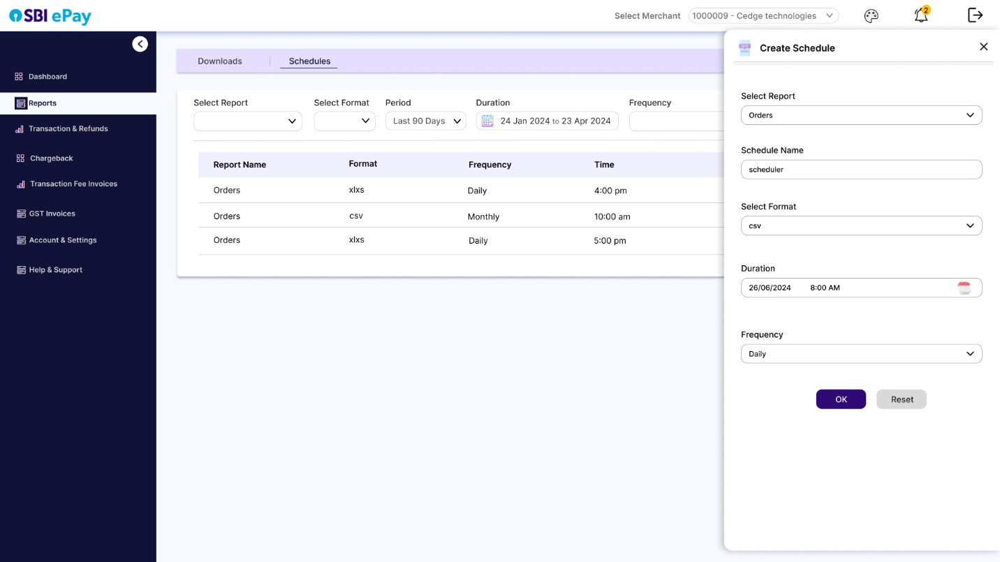 SBI ePay
Select Merchant 1000009 - Cedge technologies 2
Dashboard
Reports
Transaction & Refunds
Chargeback
Transaction Fee Invoices
GST Invoices
Account & Settings
Help & Support
Downloads Schedules
Select Report Select Format Period Duration Frequency
Last 90 Days 24 Jan 2024 to 23 Apr 2024
Report Name Format Frequency Time
Orders xlxs Daily 4:00 pm
Orders csv Monthly 10:00 am
Orders xlxs Daily 5:00 pm
Create Schedule
Select Report
Orders
Schedule Name
scheduler
Select Format
csv
Duration
26/06/2024 8:00 AM
Frequency
Daily
OK Reset